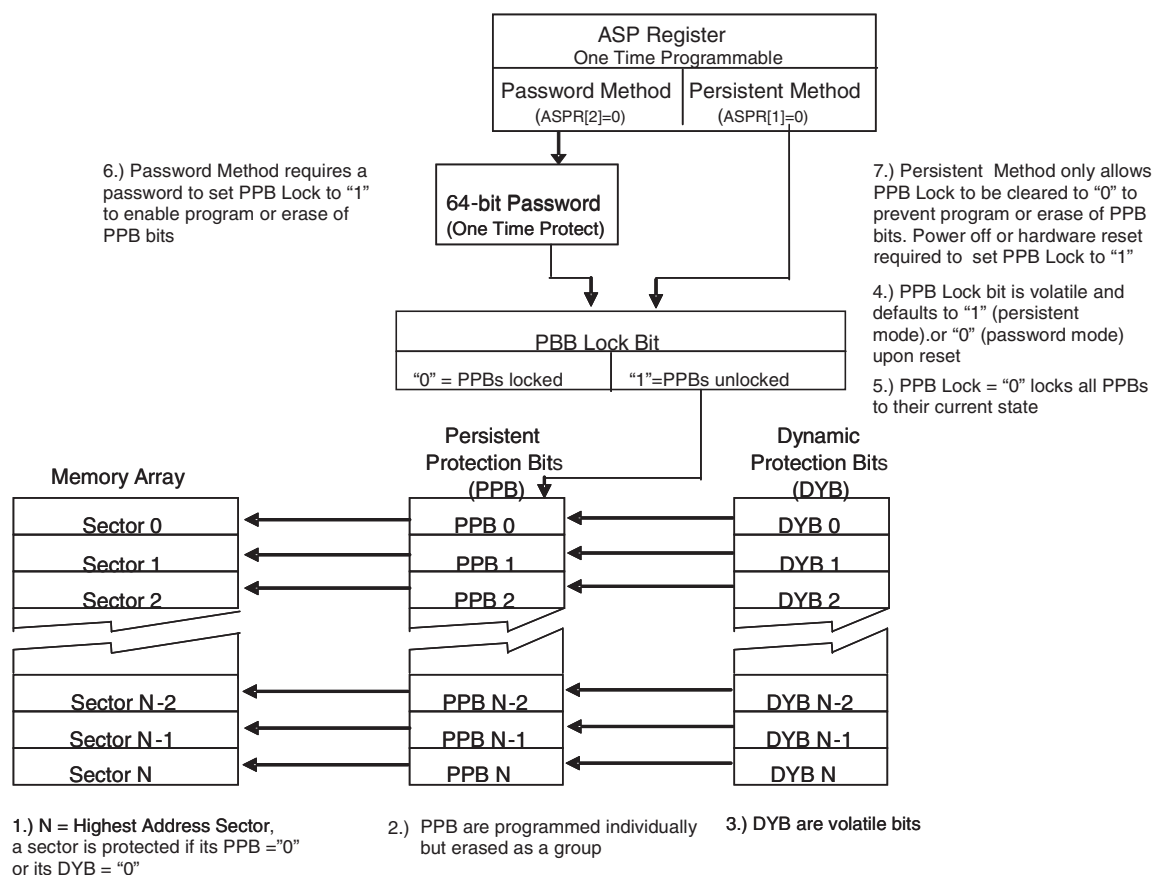 ASP Register
One Time Programmable
Password Method
(ASPR[2]=0)
Persistent Method
(ASPR[1]=0)
6.) Password Method requires a
password to set PPB Lock to “1”
to enable program or erase of
PPB bits
64-bit Password
(One Time Protect)
7.) Persistent Method only allows
PPB Lock to be cleared to “0” to
prevent program or erase of PPB
bits. Power off or hardware reset
required to set PPB Lock to “1”
4.) PPB Lock bit is volatile and
defaults to “1” (persistent
mode).or “0” (password mode)
upon reset
5.) PPB Lock = “0” locks all PPBs
to their current state
PBB Lock Bit
“0” = PPBs locked
“1”=PPBs unlocked
Memory Array
Persistent
Protection Bits
(PPB)
Dynamic
Protection Bits
(DYB)
Sector 0
PPB 0
DYB 0
Sector 1
PPB 1
DYB 1
Sector 2
PPB 2
DYB 2
Sector N-2
PPB N-2
DYB N-2
Sector N-1
PPB N-1
DYB N-1
Sector N
PPB N
DYB N
1.) N = Highest Address Sector,
a sector is protected if its PPB =”0”
or its DYB = “0”
2.) PPB are programmed individually
but erased as a group
3.) DYB are volatile bits